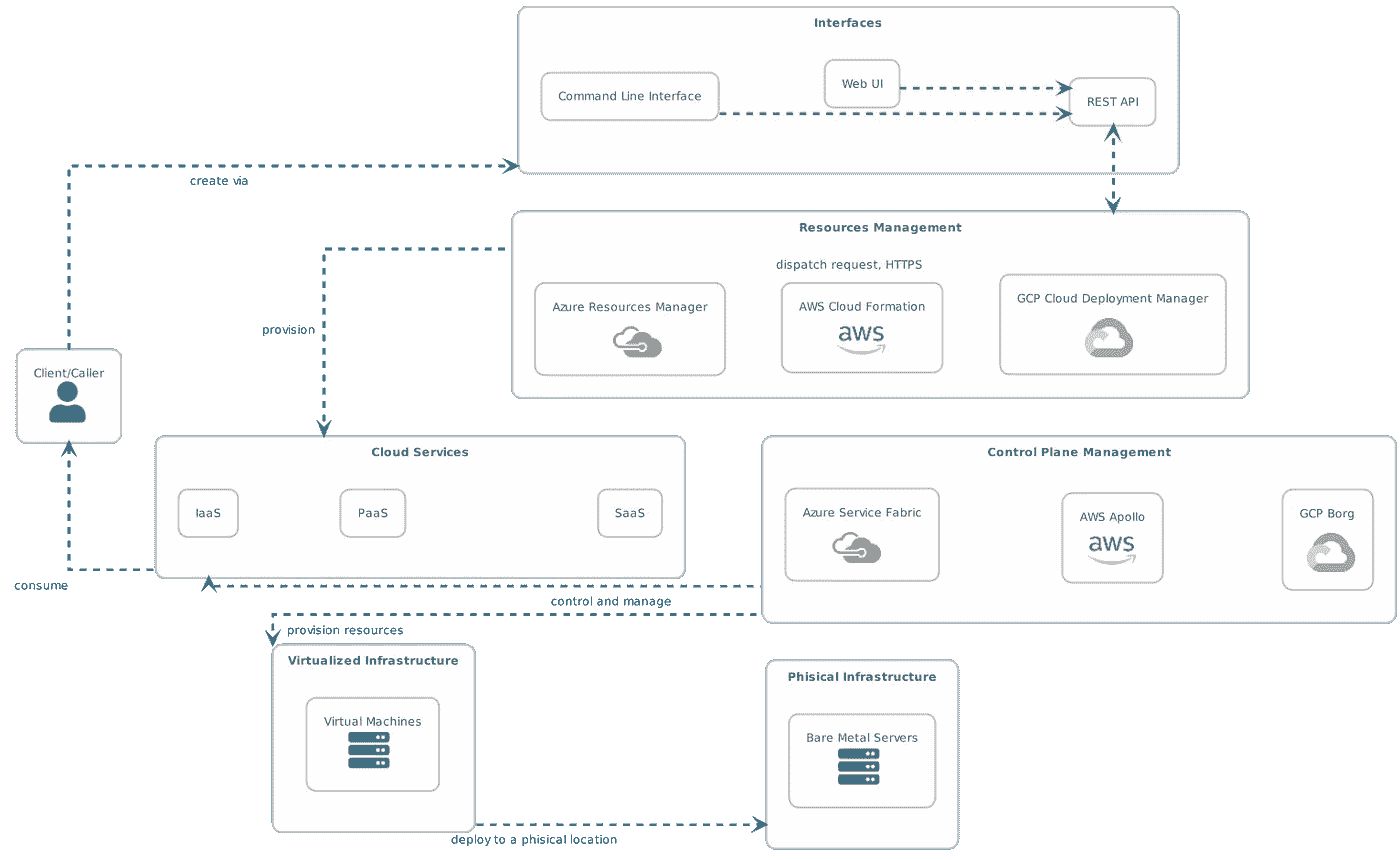 Interfaces
Command Line Interface
Web UI
REST API
create via
Resources Management
dispatch request, HTTPS
Azure Resources Manager
AWS Cloud Formation
aws
GCP Cloud Deployment Manager
provision
Client/Caller
Cloud Services
IaaS
PaaS
SaaS
Control Plane Management
Azure Service Fabric
AWS Apollo
aws
GCP Borg
consume
control and manage
provision resources
Virtualized Infrastructure
Virtual Machines
Phisical Infrastructure
Bare Metal Servers
deploy to a phisical location